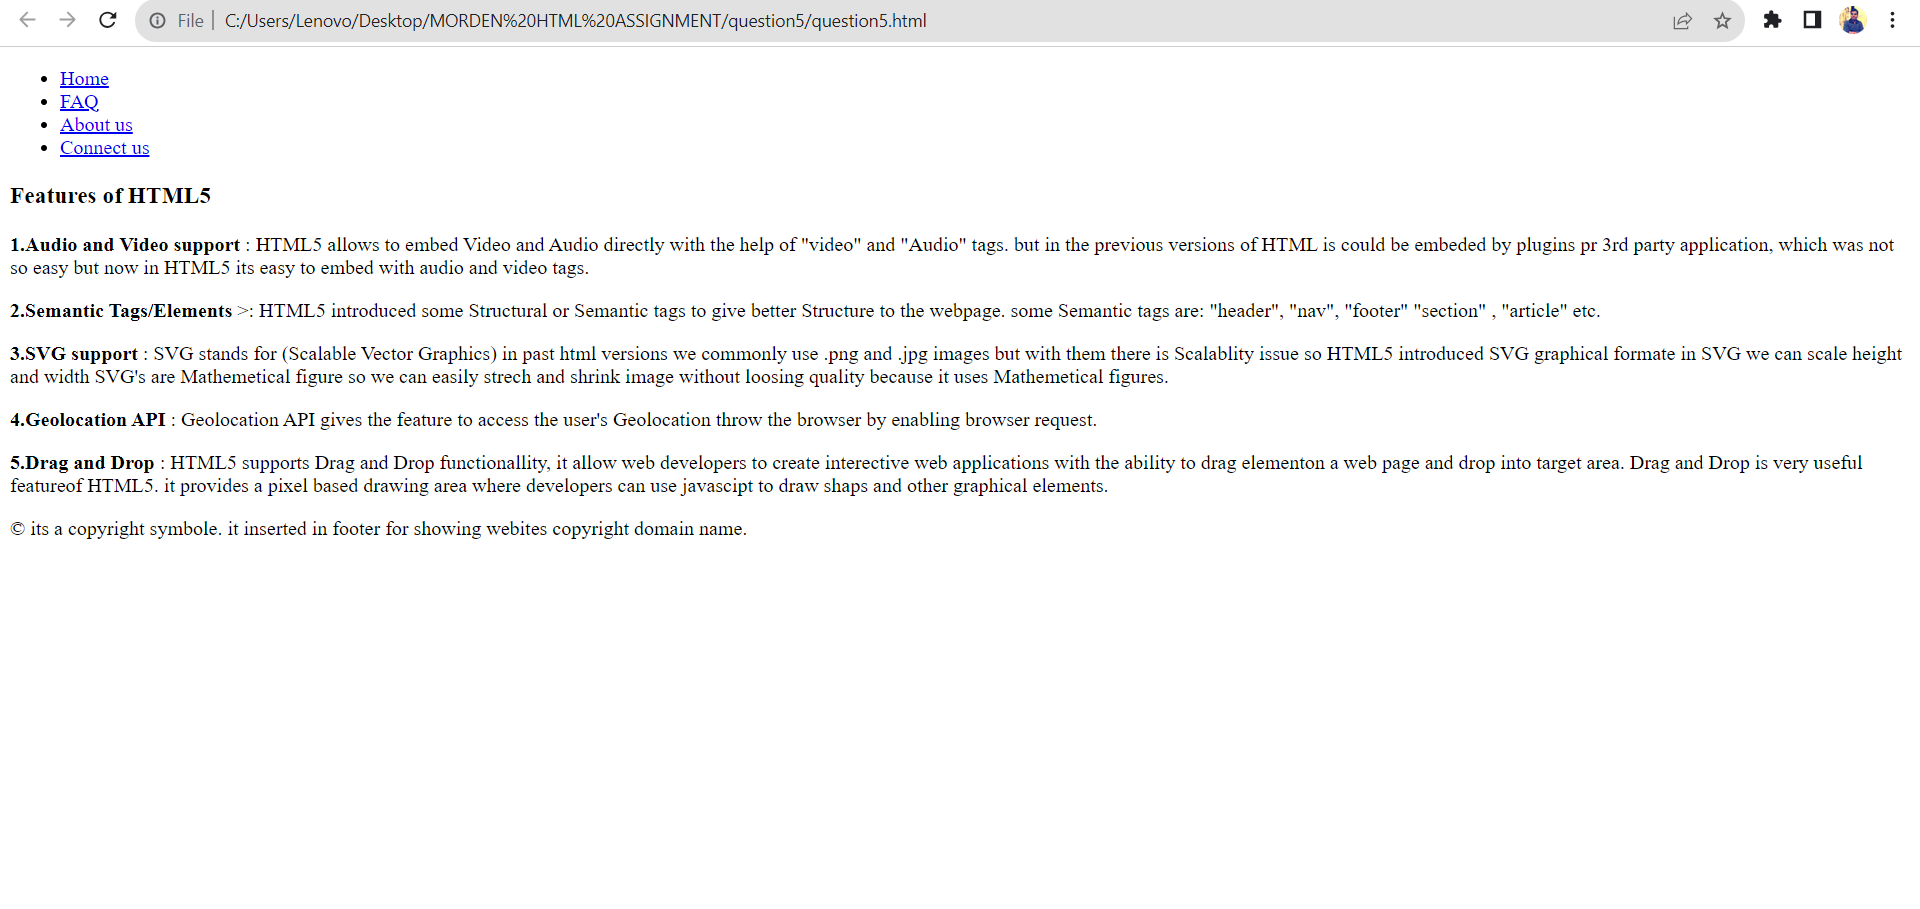 File | C:/Users/Lenovo/Desktop/MORDEN%20HTML%20ASSIGNMENT/question5/question5.html
Home
FAQ
About us
Connect us
Features of HTML5
1.Audio and Video support : HTML5 allows to embed Video and Audio directly with the help of "video" and "Audio" tags. but in the previous versions of HTML is could be embeded by plugins pr 3rd party application, which was not
so easy but now in HTML5 its easy to embed with audio and video tags.
2.Semantic Tags/Elements >: HTML5 introduced some Structural or Semantic tags to give better Structure to the webpage. some Semantic tags are: "header", "nav", "footer" "section" , "article" etc.
3.SVG support : SVG stands for (Scalable Vector Graphics) in past html versions we commonly use .png and .jpg images but with them there is Scalablity issue so HTML5 introduced SVG graphical formate in SVG we can scale height
and width SVG's are Mathemetical figure so we can easily strech and shrink image without loosing quality because it uses Mathemetical figures.
4.Geolocation API : Geolocation API gives the feature to access the user's Geolocation throw the browser by enabling browser request.
5.Drag and Drop : HTML5 supports Drag and Drop functionallity, it allow web developers to create interective web applications with the ability to drag elementon a web page and drop into target area. Drag and Drop is very useful
featureof HTML5. it provides a pixel based drawing area where developers can use javascipt to draw shaps and other graphical elements.
© its a copyright symbole. it inserted in footer for showing webites copyright domain name.